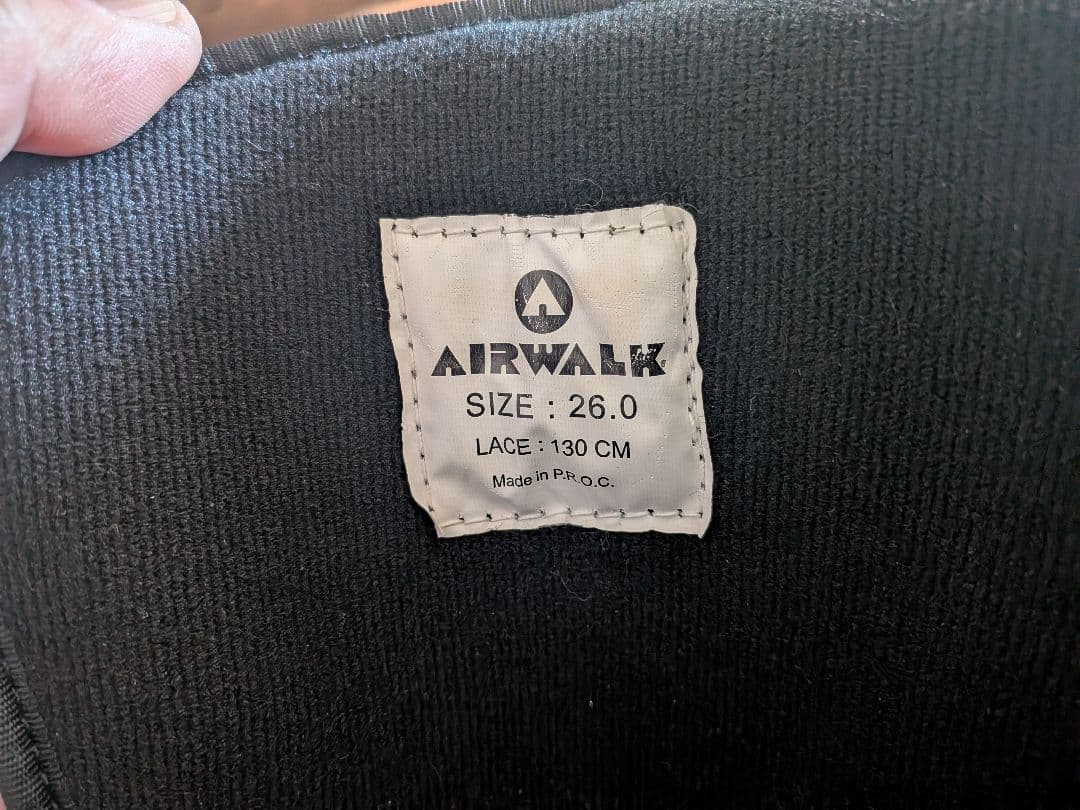 AIRWALK
SIZE : 26.0
LACE : 130 CM
Made in P.R.O.C.